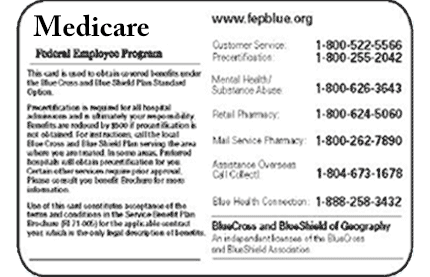 Medicare
Federal Employee Program
This card is used to obtain covered benefits under
the Blue Cross and Blue Shield Plan Standard
Option.
Precertification is required for all hospital
admissions and is ultimately your responsibility.
Benefits are reduced by $500 if precertification is
not obtained. For instructions, call the local
Blue Cross and Blue Shield Plan serving the area
where you are treated. In some areas, Preferred
hospitals will obtain precertification for you.
Certain other services require prior approval.
Please consult you benefit Brochure for more
information.
Use of this card constitutes acceptance of the
terms and conditions in the Service Benefit Plan
Brochure (RI 71-005) for the applicable contract
year, which is the only legal description of benefits.
www.fepblue.org
Customer Service: 1-800-522-5566
Precertification: 1-800-255-2042
Mental Health/
Substance Abuse: 1-800-626-3643
Retail Pharmacy: 1-800-624-5060
Mail Service Pharmacy: 1-800-262-7890
Assistance Overseas
Call Collect! 1-804-673-1678
Blue Health Connection: 1-888-258-3432
BlueCross and BlueShield of Geography
An independent licensee of the BlueCross
and BlueShield Association